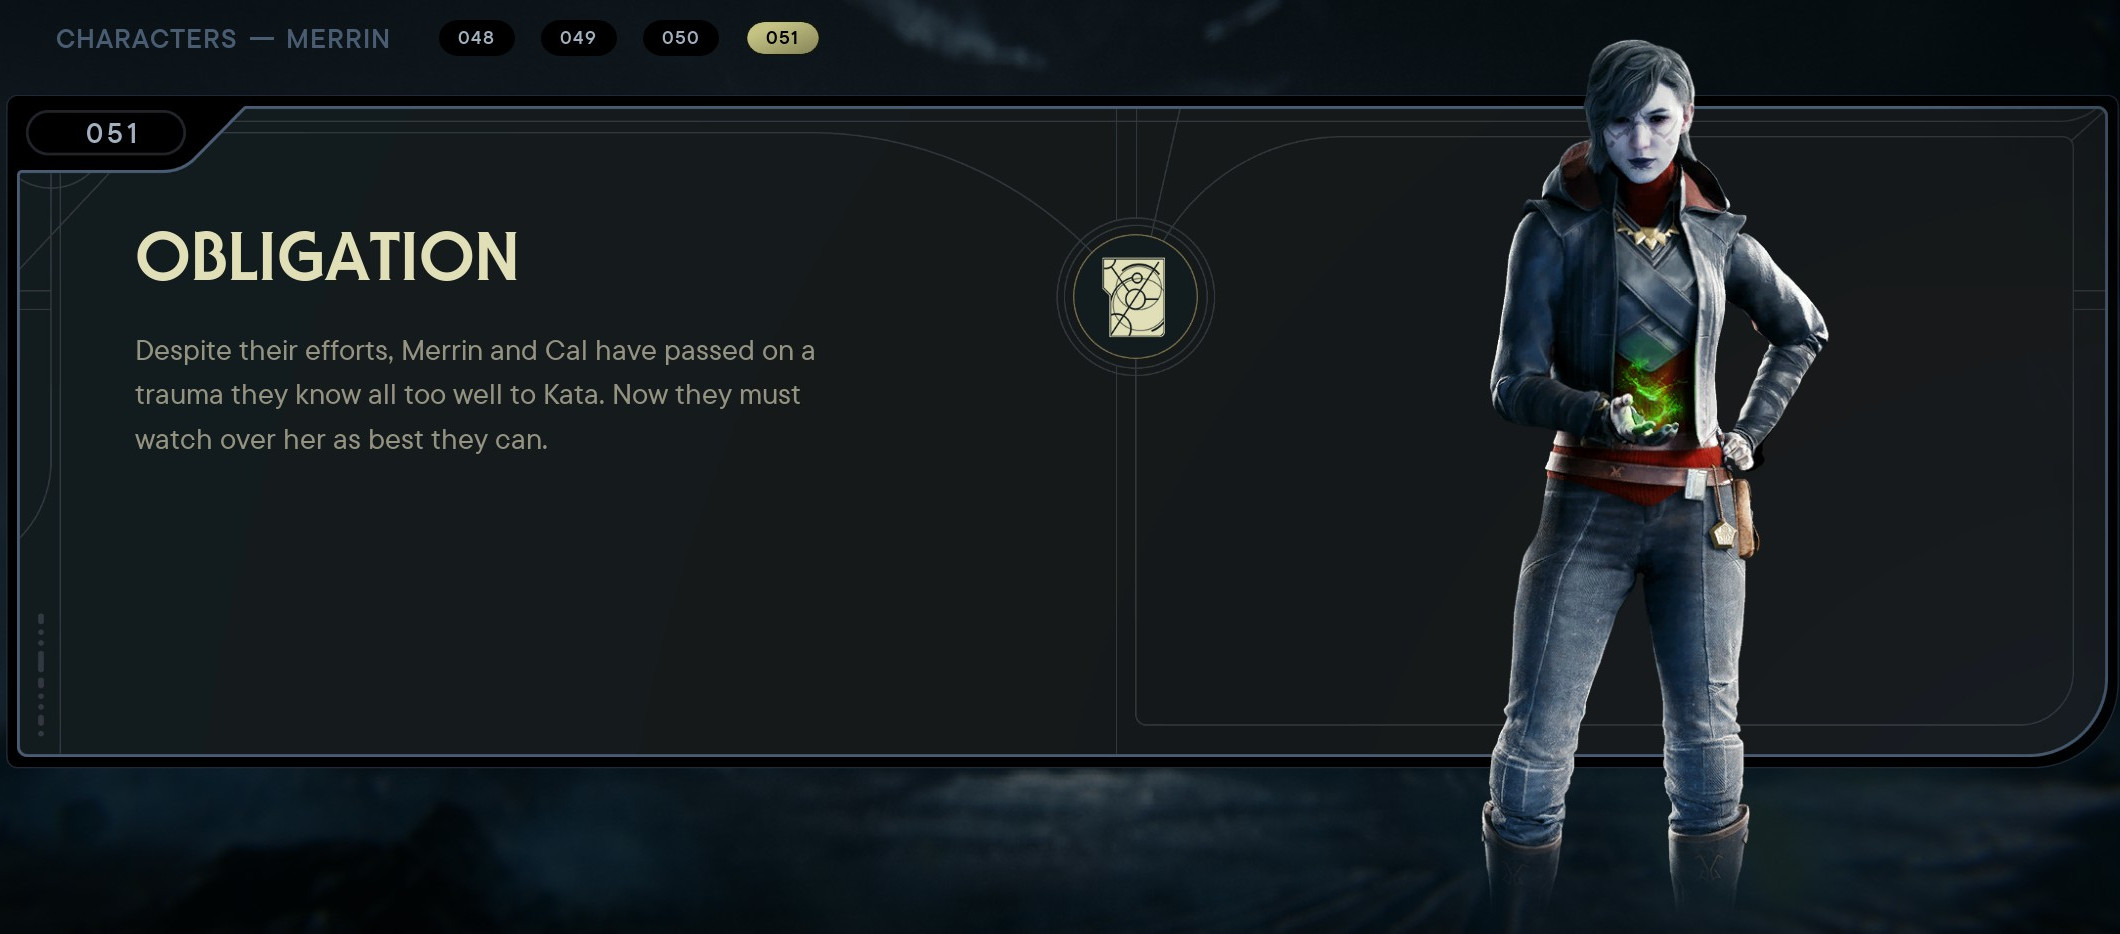 CHARACTERS — MERRIN 048 049 050 051
051
OBLIGATION
Despite their efforts, Merrin and Cal have passed on a
trauma they know all too well to Kata. Now they must
watch over her as best they can.